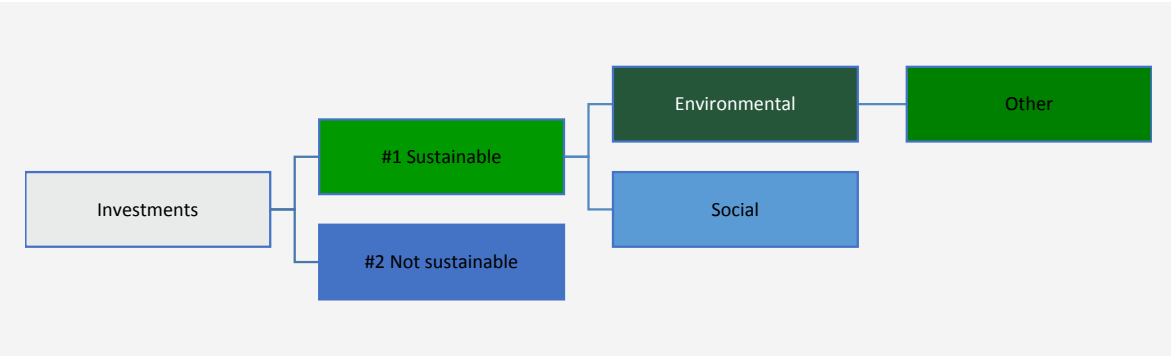 Investments
#1 Sustainable
#2 Not sustainable
Environmental
Social
Other